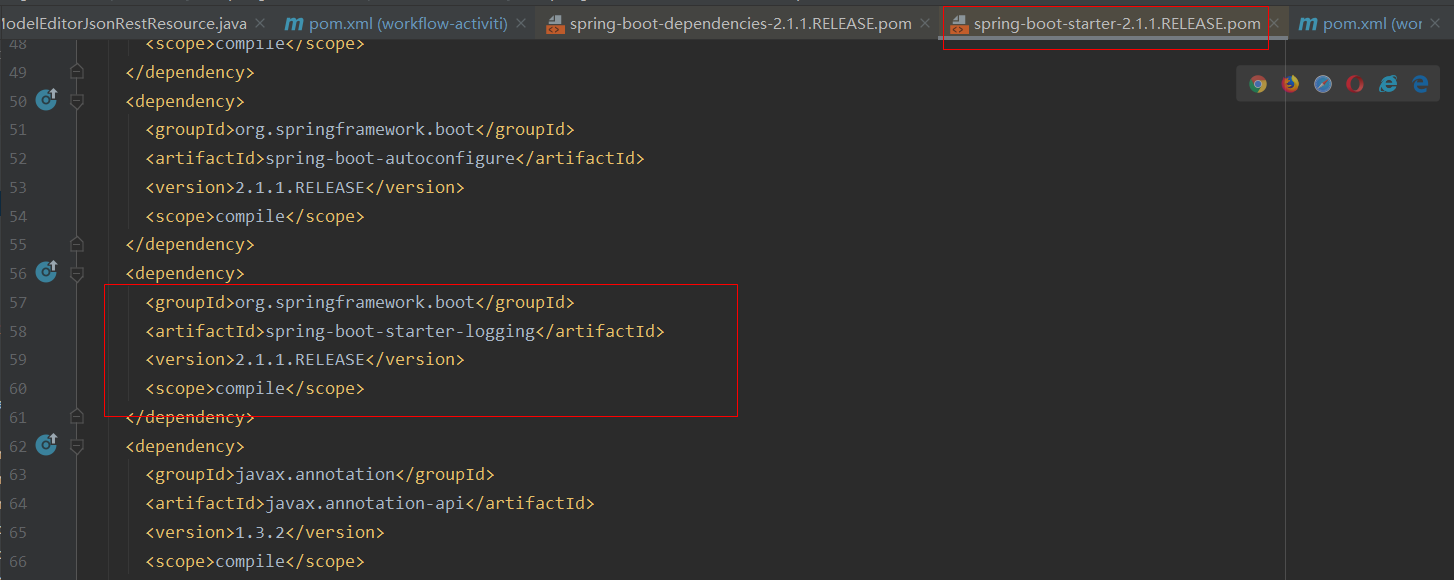 lodelEditorJsonRestResource.java
pom.xml (workflow-activiti)
spring-boot-dependencies-2.1.1.RELEASE.pom
spring-boot-starter-2.1.1.RELEASE.pom
pom.xml (wor
48 <scope>compile</scope>
49 </dependency>
50 <dependency>
51 <groupId>org.springframework.boot</groupId>
52 <artifactId>spring-boot-autoconfigure</artifactId>
53 <version>2.1.1.RELEASE</version>
54 <scope>compile</scope>
55 </dependency>
56 <dependency>
57 <groupId>org.springframework.boot</groupId>
58 <artifactId>spring-boot-starter-logging</artifactId>
59 <version>2.1.1.RELEASE</version>
60 <scope>compile</scope>
61 </dependency>
62 <dependency>
63 <groupId>javax.annotation</groupId>
64 <artifactId>javax.annotation-api</artifactId>
65 <version>1.3.2</version>
66 <scope>compile</scope>